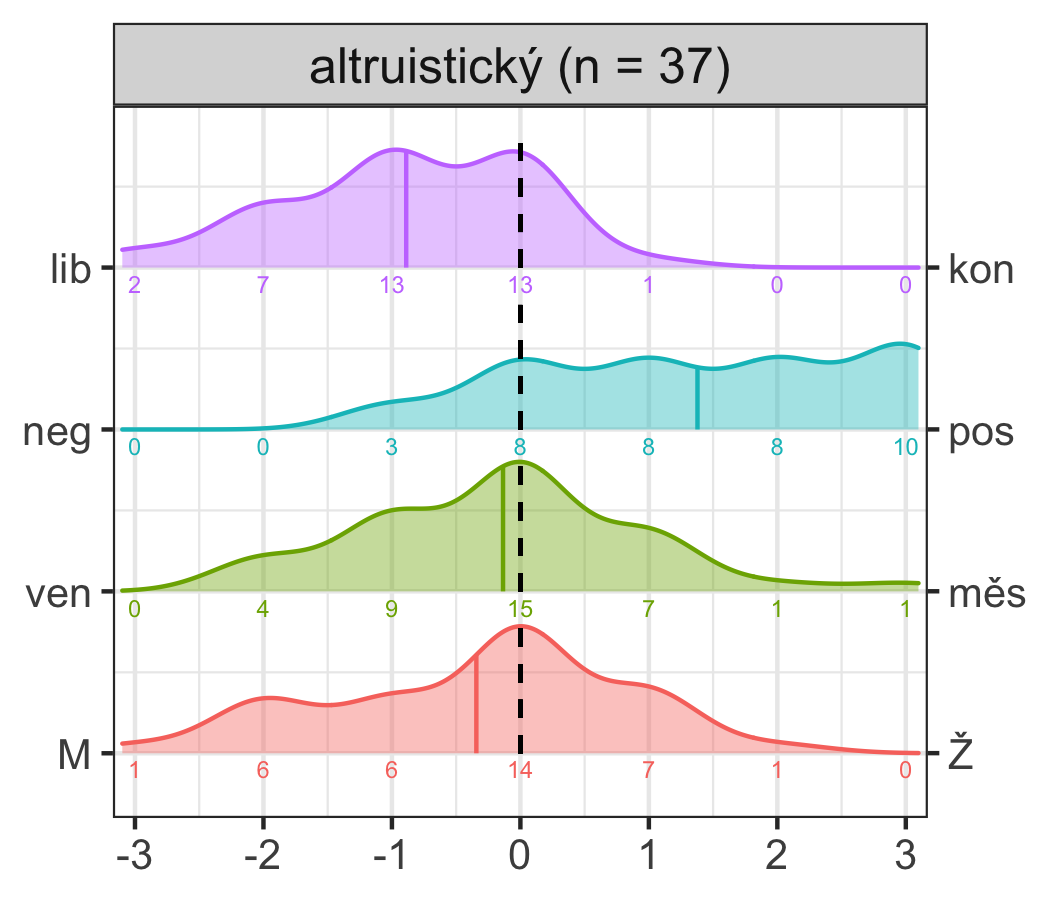 altruistický (n = 37)
lib kon
2 7 13 13 1 0 0
neg pos
0 0 3 8 8 8 10
ven měs
0 4 9 15 7 1 1
M Ž
1 6 6 14 7 1 0
-3 -2 -1 0 1 2 3